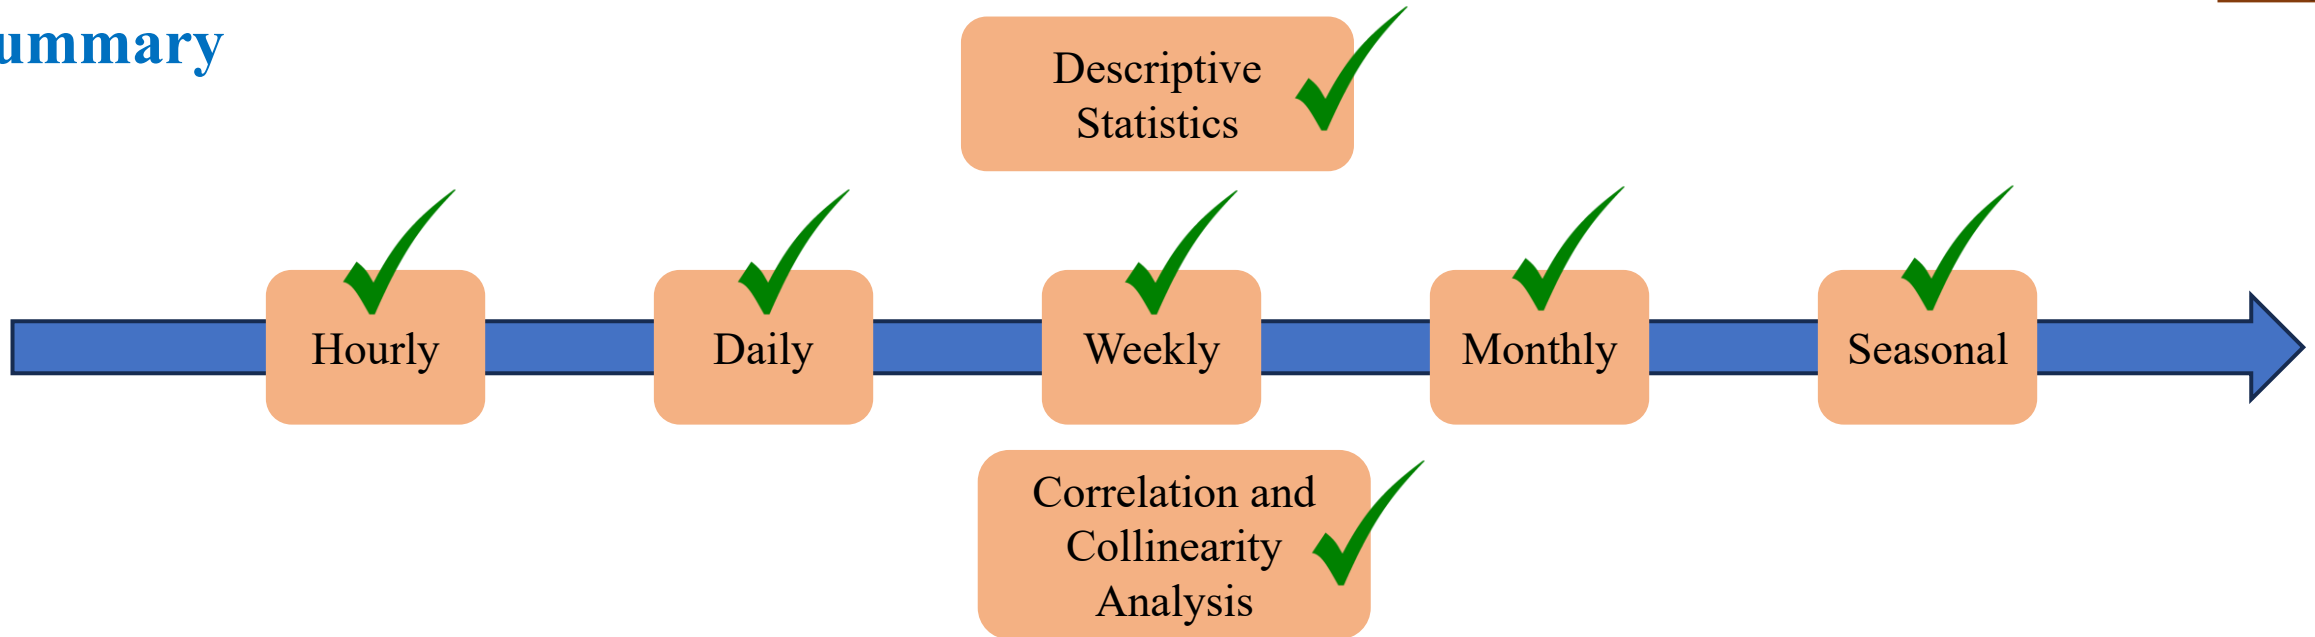 ummary
Descriptive
Statistics
Hourly
Daily
Weekly
Monthly
Seasonal
Correlation and
Collinearity
Analysis